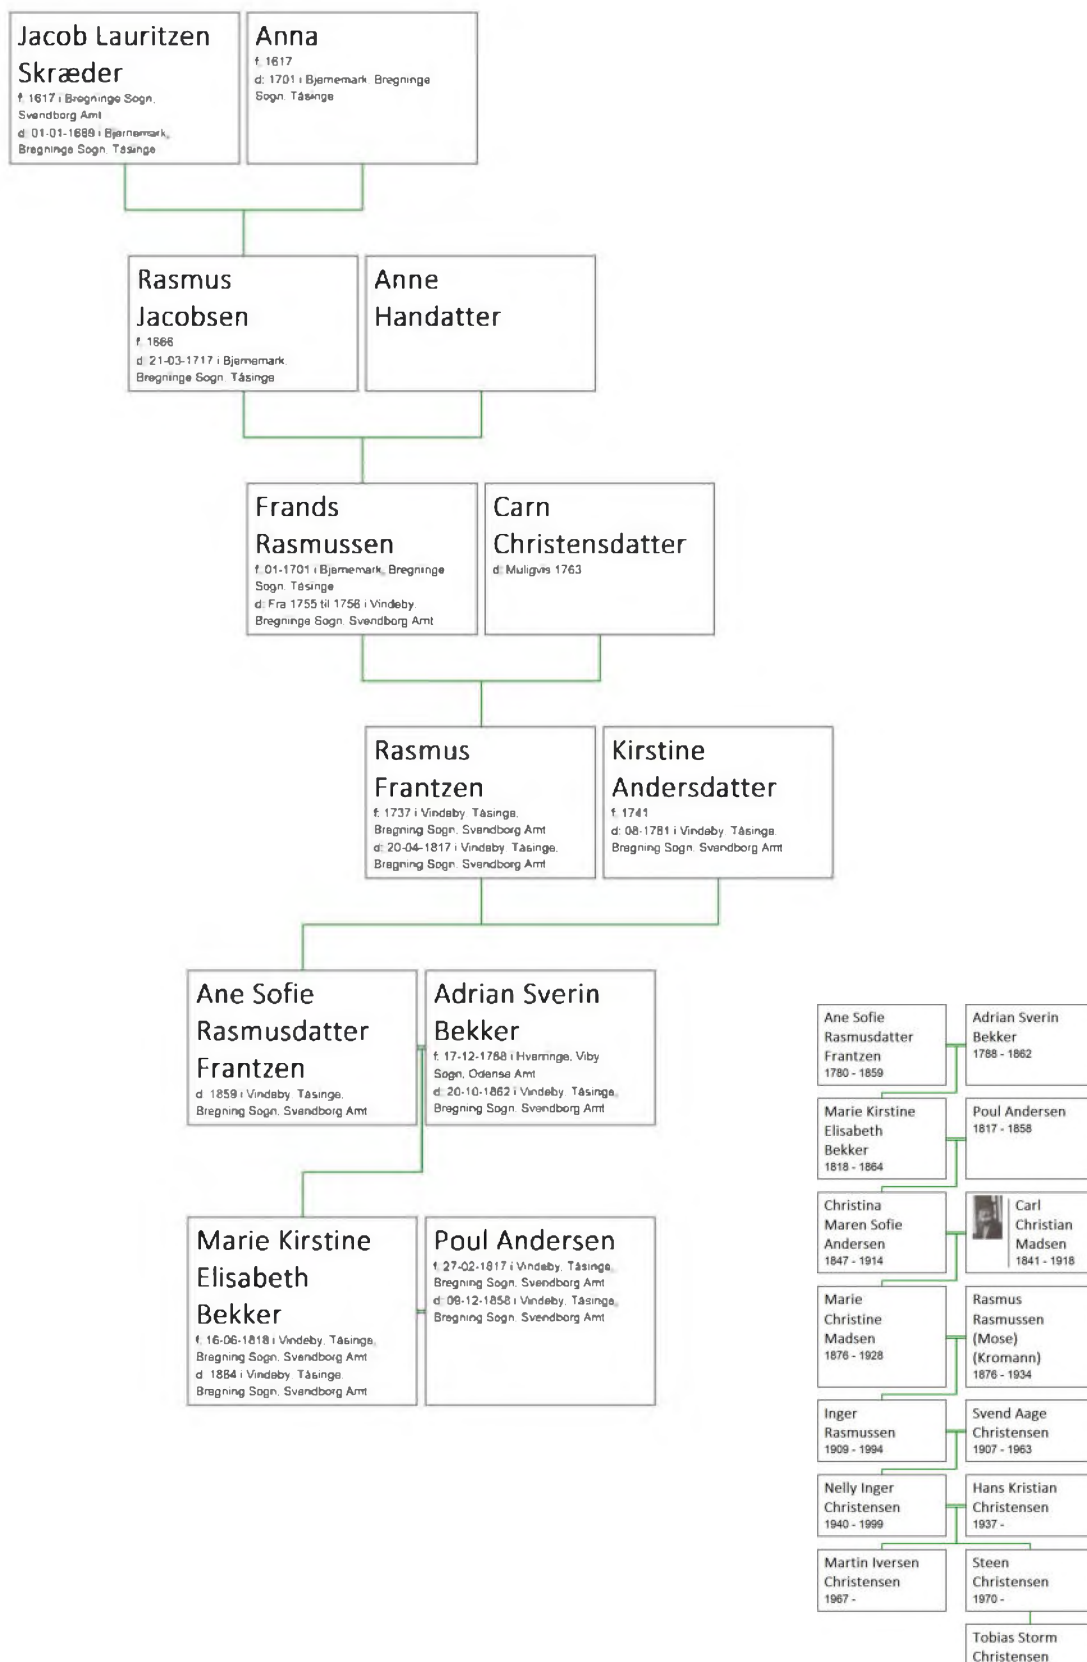 Jacob Lauritzen
Skræder
f. 1617 i Bregninge Sogn,
Svendborg Amt
d: 01-01-1689 i Bjernemark,
Bregninge Sogn, Tåsinge
Anna
f. 1617
d: 1701 i Bjernemark, Bregninge
Sogn, Tåsinge
Rasmus
Jacobsen
f. 1666
d: 21-03-1717 i Bjernemark,
Bregninge Sogn, Tåsinge
Anne
Handatter
Frands
Rasmussen
f. 01-1701 i Bjernemark, Bregninge
Sogn, Tåsinge
d: Fra 1755 til 1756 i Vindeby,
Bregninge Sogn, Svendborg Amt
Carn
Christensdatter
d: Muligvis 1763
Rasmus
Frantzen
f. 1737 i Vindeby, Tåsinge,
Bregning Sogn, Svendborg Amt
d: 20-04-1817 i Vindeby, Tåsinge,
Bregning Sogn, Svendborg Amt
Kirstine
Andersdatter
f. 1741
d: 08-1781 i Vindeby, Tåsinge,
Bregning Sogn, Svendborg Amt
Ane Sofie
Rasmusdatter
Frantzen
d: 1859 i Vindeby, Tåsinge,
Bregning Sogn, Svendborg Amt
Adrian Sverin
Bekker
f. 17-12-1788 i Hverringe, Viby
Sogn, Odense Amt
d: 20-10-1862 i Vindeby, Tåsinge,
Bregning Sogn, Svendborg Amt
Marie Kirstine
Elisabeth
Bekker
f. 16-06-1818 i Vindeby, Tåsinge,
Bregning Sogn, Svendborg Amt
d: 1864 i Vindeby, Tåsinge,
Bregning Sogn, Svendborg Amt
Poul Andersen
f. 27-02-1817 i Vindeby, Tåsinge,
Bregning Sogn, Svendborg Amt
d: 09-12-1858 i Vindeby, Tåsinge,
Bregning Sogn, Svendborg Amt
Ane Sofie
Rasmusdatter
Frantzen
1780 - 1859
Adrian Sverin
Bekker
1788 - 1862
Marie Kirstine
Elisabeth
Bekker
1818 - 1864
Poul Andersen
1817 - 1858
Christina
Maren Sofie
Andersen
1847 - 1914
Carl
Christian
Madsen
1841 - 1918
Marie
Christine
Madsen
1876 - 1928
Rasmus
Rasmussen
(Mose)
(Kromann)
1876 - 1934
Inger
Rasmussen
1909 - 1994
Svend Aage
Christensen
1907 - 1963
Nelly Inger
Christensen
1940 - 1999
Hans Kristian
Christensen
1937 -
Martin Iversen
Christensen
1967 -
Steen
Christensen
1970 -
Tobias Storm
Christensen